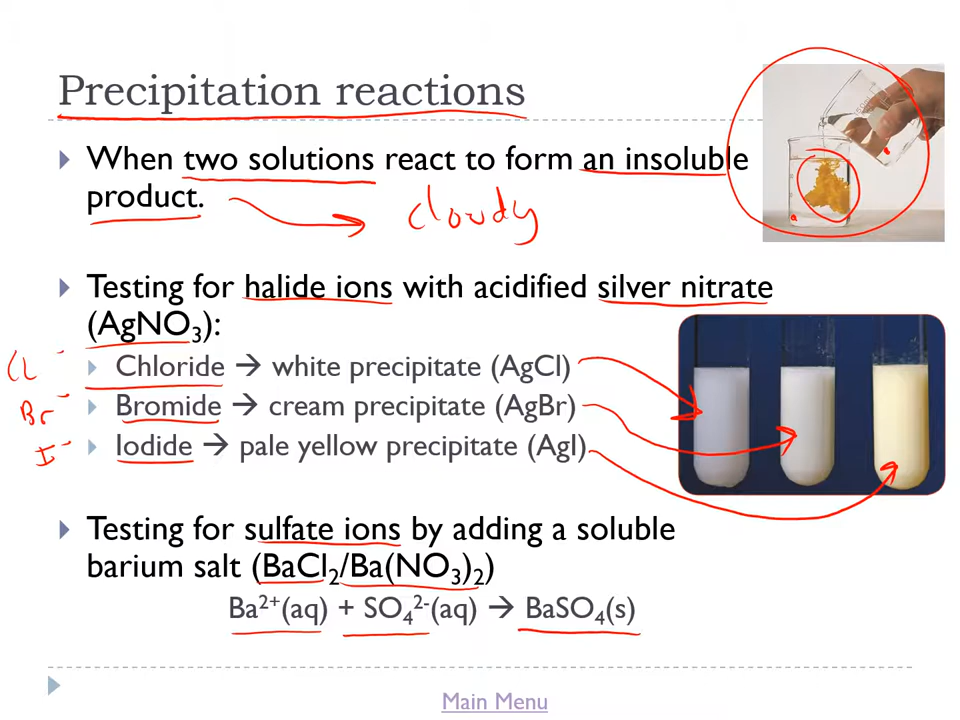 Precipitation reactions
When two solutions react to form an insoluble
product.
cloudy
Testing for halide ions with acidified silver nitrate
(AgNO₃):
Cl⁻
Chloride → white precipitate (AgCl)
Br⁻
Bromide → cream precipitate (AgBr)
I⁻
Iodide → pale yellow precipitate (AgI)
Testing for sulfate ions by adding a soluble
barium salt (BaCl₂/Ba(NO₃)₂)
Ba²⁺(aq) + SO₄²⁻(aq) → BaSO₄(s)
Main Menu